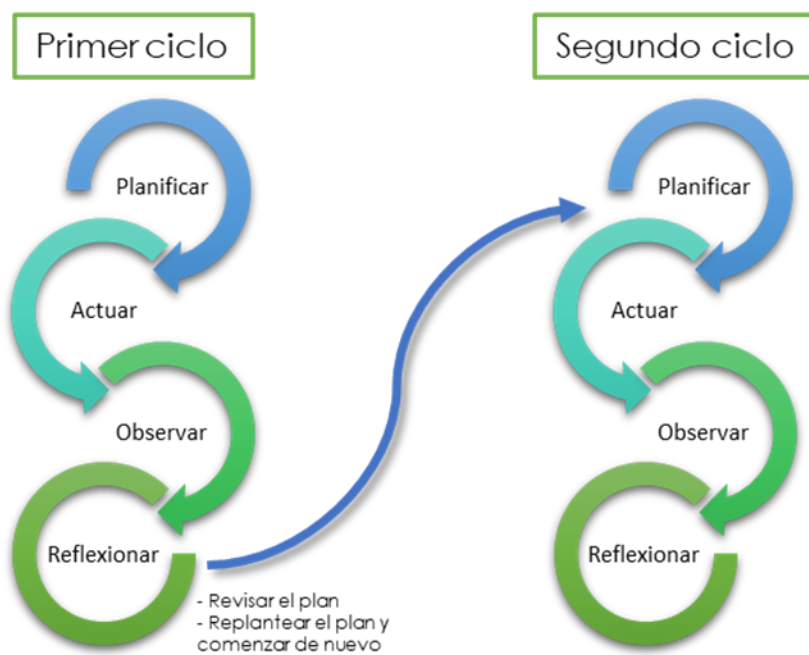 Primer ciclo
Planificar
Actuar
Observar
Reflexionar
- Revisar el plan
- Replantear el plan y
comenzar de nuevo
Segundo ciclo
Planificar
Actuar
Observar
Reflexionar